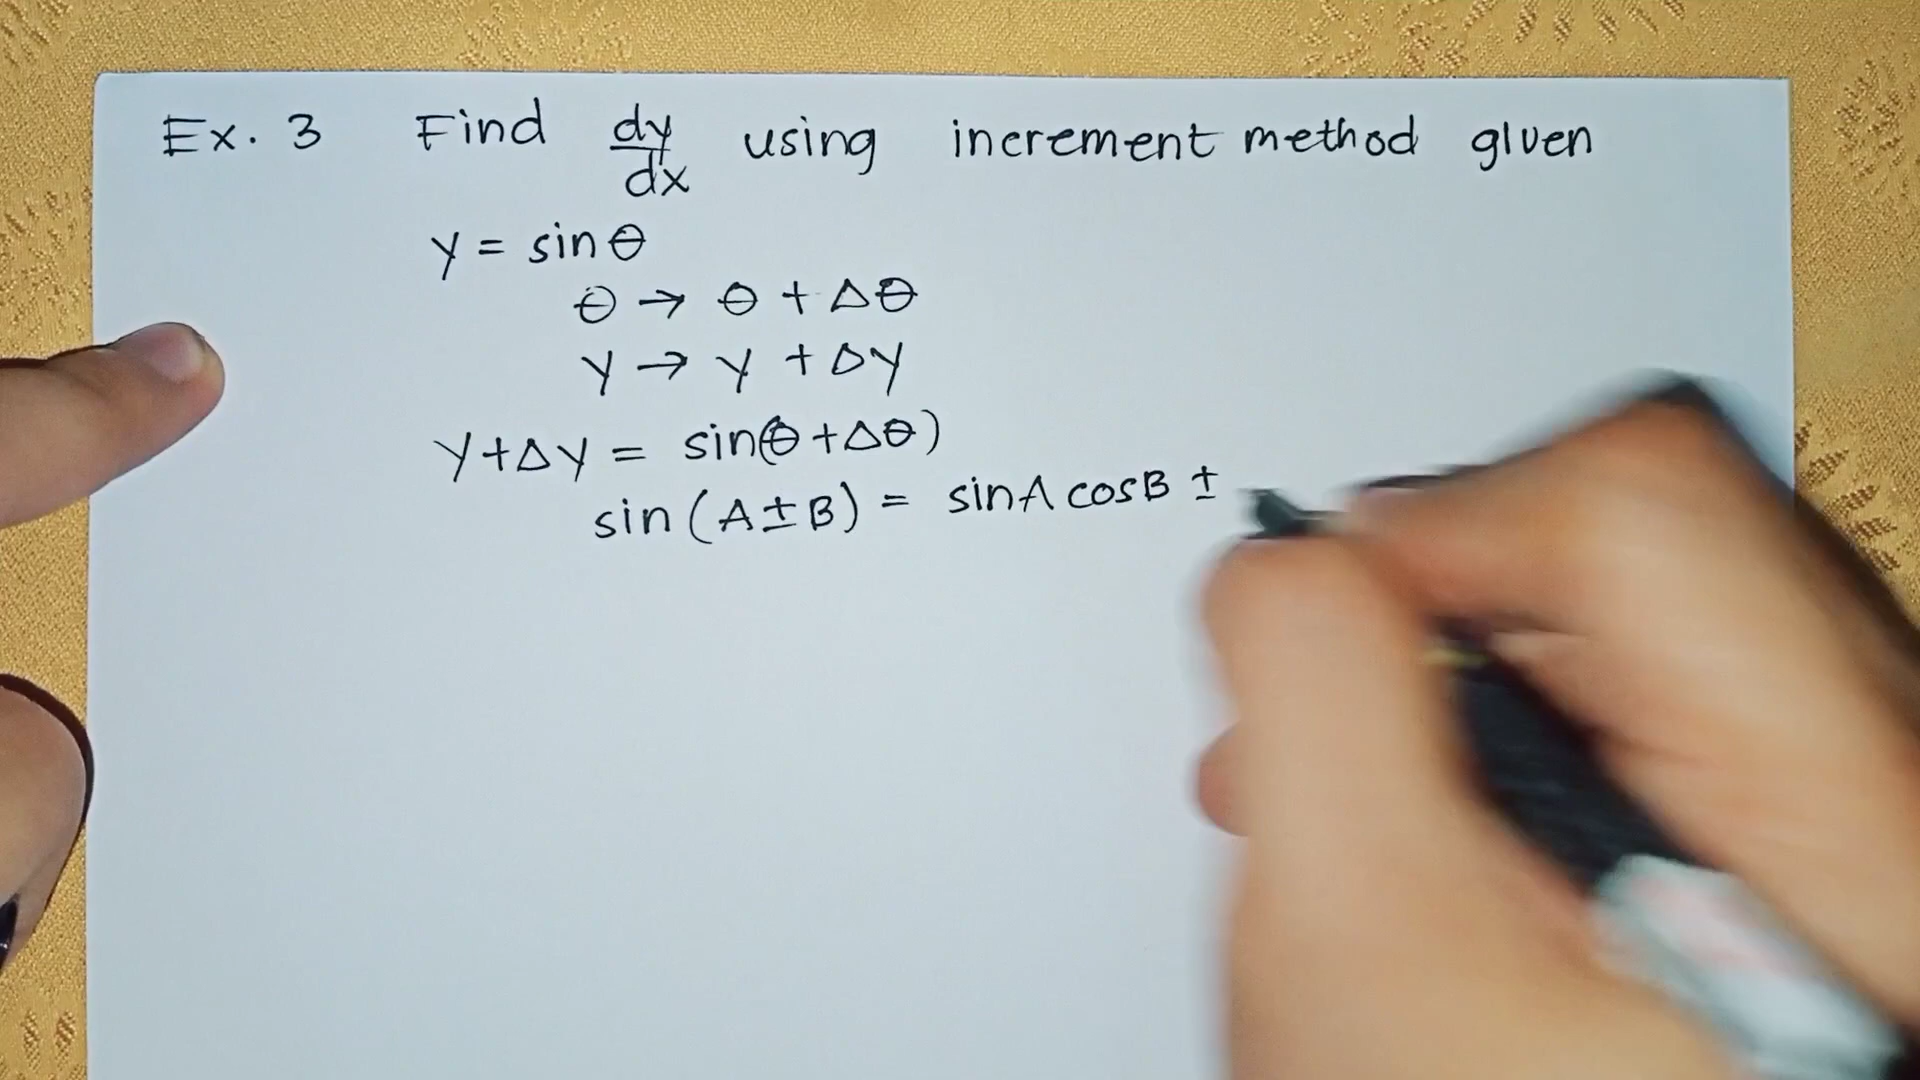 Ex. 3 Find dy/dx using increment method given
y = sin θ
θ → θ + Δθ
y → y + Δy
y+Δy = sin(θ+Δθ)
sin (A±B) = sinA cosB ±